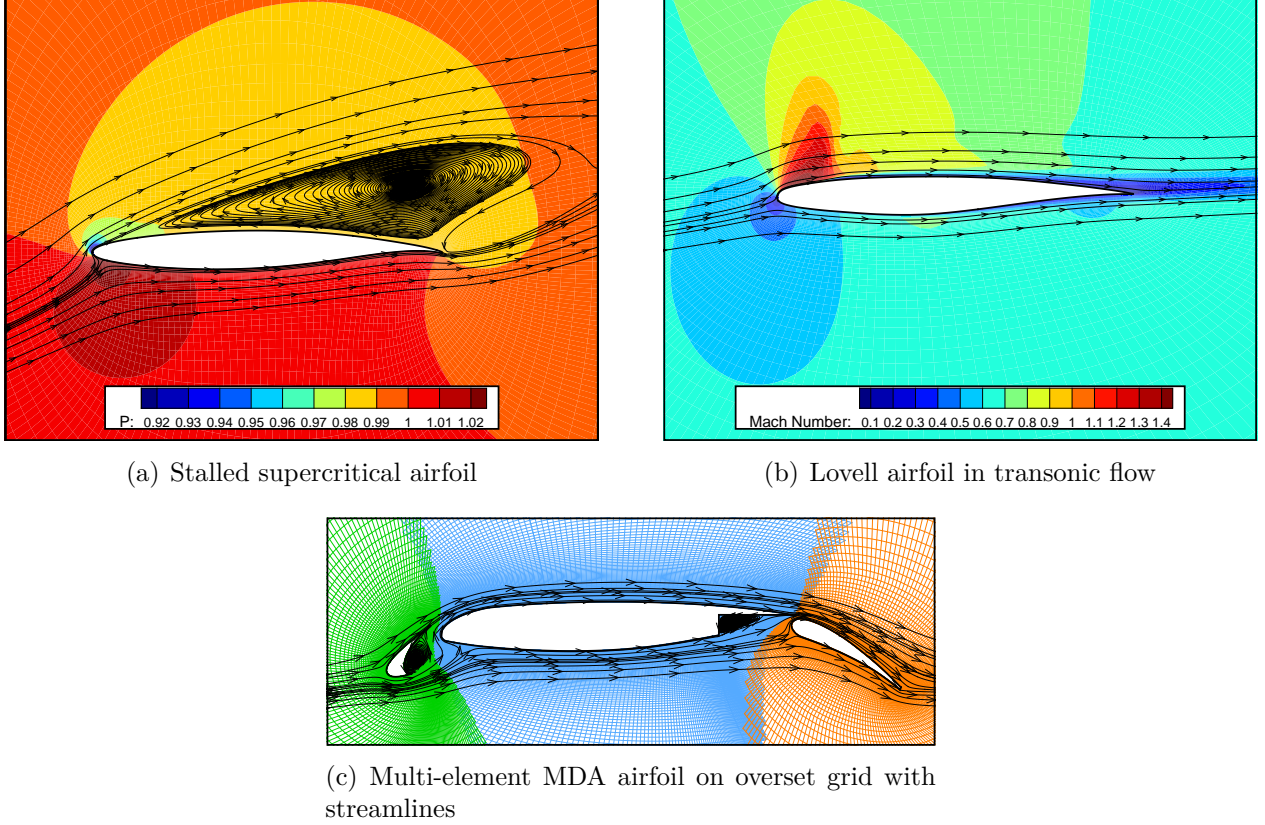 P: 0.92 0.93 0.94 0.95 0.96 0.97 0.98 0.99 1 1.01 1.02
Mach Number: 0.1 0.2 0.3 0.4 0.5 0.6 0.7 0.8 0.9 1 1.1 1.2 1.3 1.4
(a) Stalled supercritical airfoil
(b) Lovell airfoil in transonic flow
(c) Multi-element MDA airfoil on overset grid with
streamlines